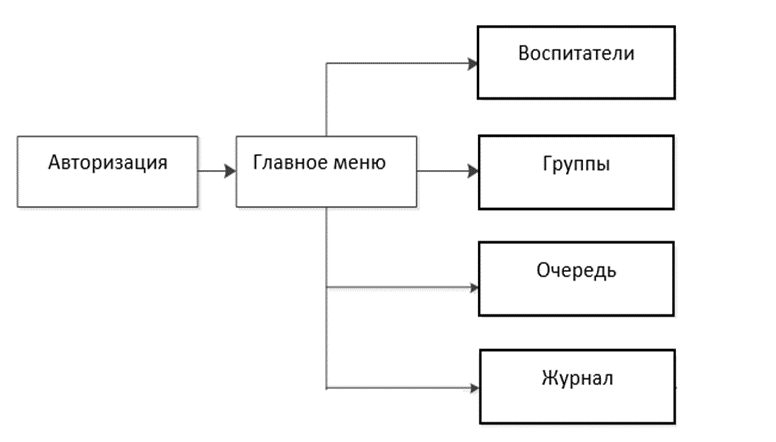 Авторизация
Главное меню
Воспитатели
Группы
Очередь
Журнал